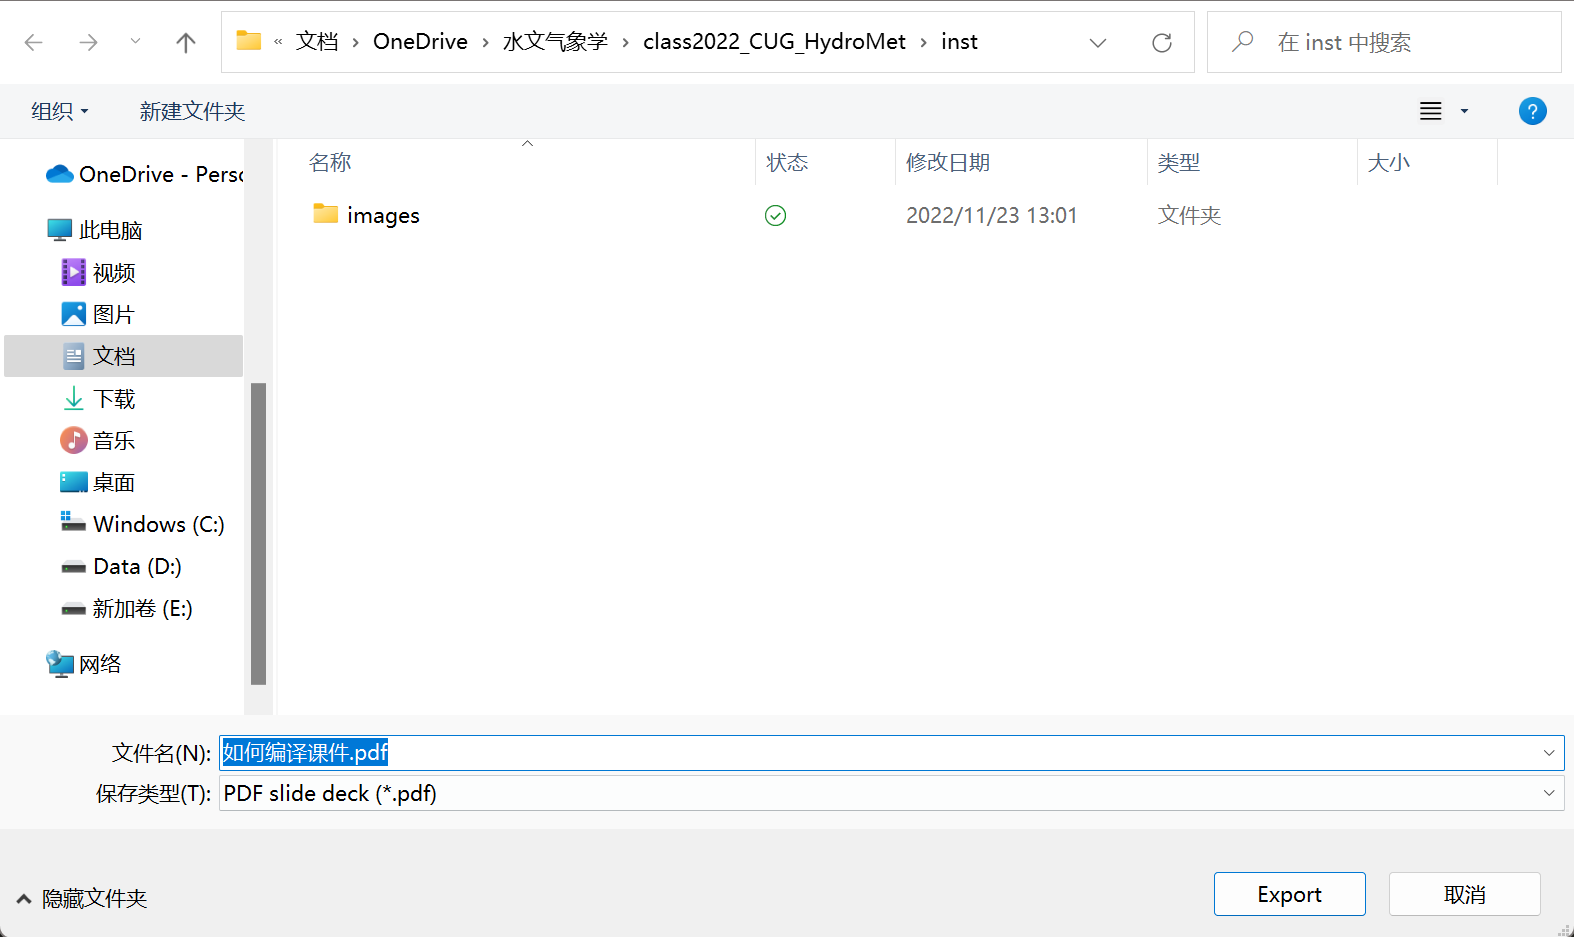 « 文档 › OneDrive › 水文气象学 › class2022_CUG_HydroMet › inst
在 inst 中搜索
组织 新建文件夹
?
名称 状态 修改日期 类型 大小
images 2022/11/23 13:01 文件夹
OneDrive - Perso
此电脑
视频
图片
文档
下载
音乐
桌面
Windows (C:)
Data (D:)
新加卷 (E:)
网络
文件名(N): 如何编译课件.pdf
保存类型(T): PDF slide deck (*.pdf)
隐藏文件夹
Export 取消